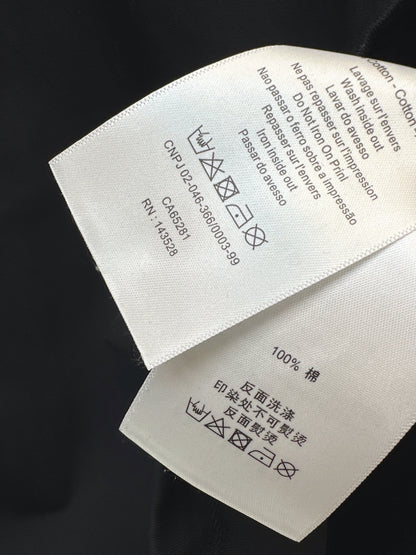 Cotton - Cotton
Lavage sur l'envers
Wash inside out
Lavar do avesso
Ne pas repasser sur l'impression
Do Not Iron On Print
Nao passar o ferro sobre a impressão
Repasser sur l'envers
Iron inside out
Passar do avesso
CNPJ 02-046-366/0003-99
CA65281
RN: 143528
100% 棉
反面洗涤
印染处不可熨烫
反面熨烫